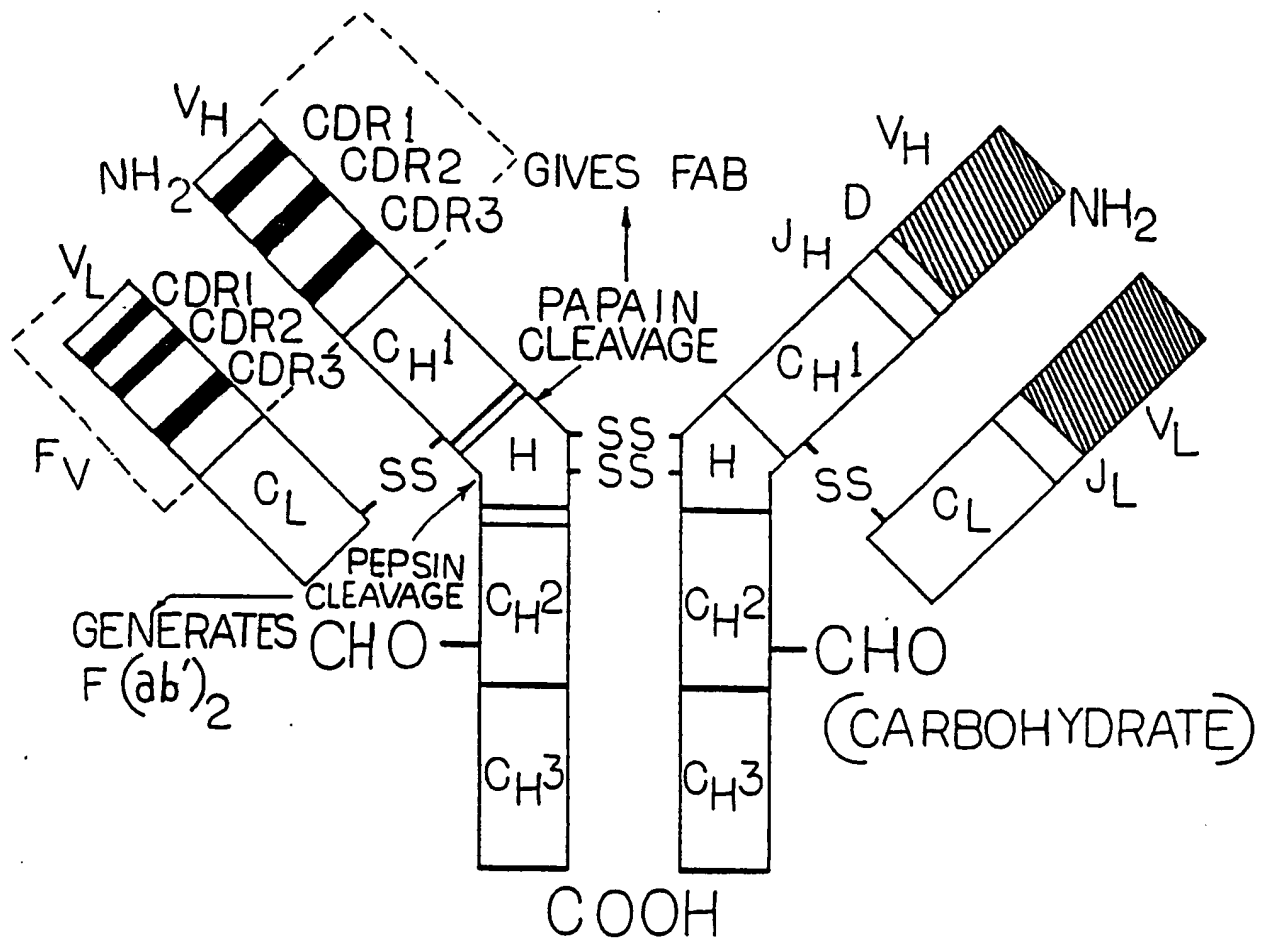 VH
NH2
CDR1
CDR2
CDR3
GIVES FAB
VL
CDR1
CDR2
CDR3
FV
CH1
CL
SS
PAPAIN
CLEAVAGE
H
SS
SS
H
PEPSIN
CLEAVAGE
GENERATES
F(ab')2
CHO
CH2
CH3
VH
D
JH
NH2
CH1
SS
VL
JL
CL
CH2
CHO
(CARBOHYDRATE)
CH3
COOH